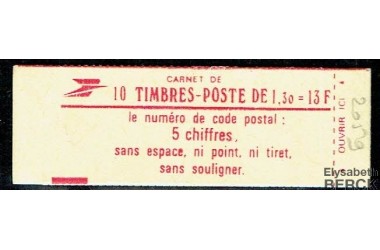 CARNET DE
10 TIMBRES-POSTE DE 1,30 = 13 F
le numéro de code postal :
5 chiffres,
sans espace, ni point, ni tiret,
sans souligner.
OUVRIR ICI
2059
Elysabeth
BERCK